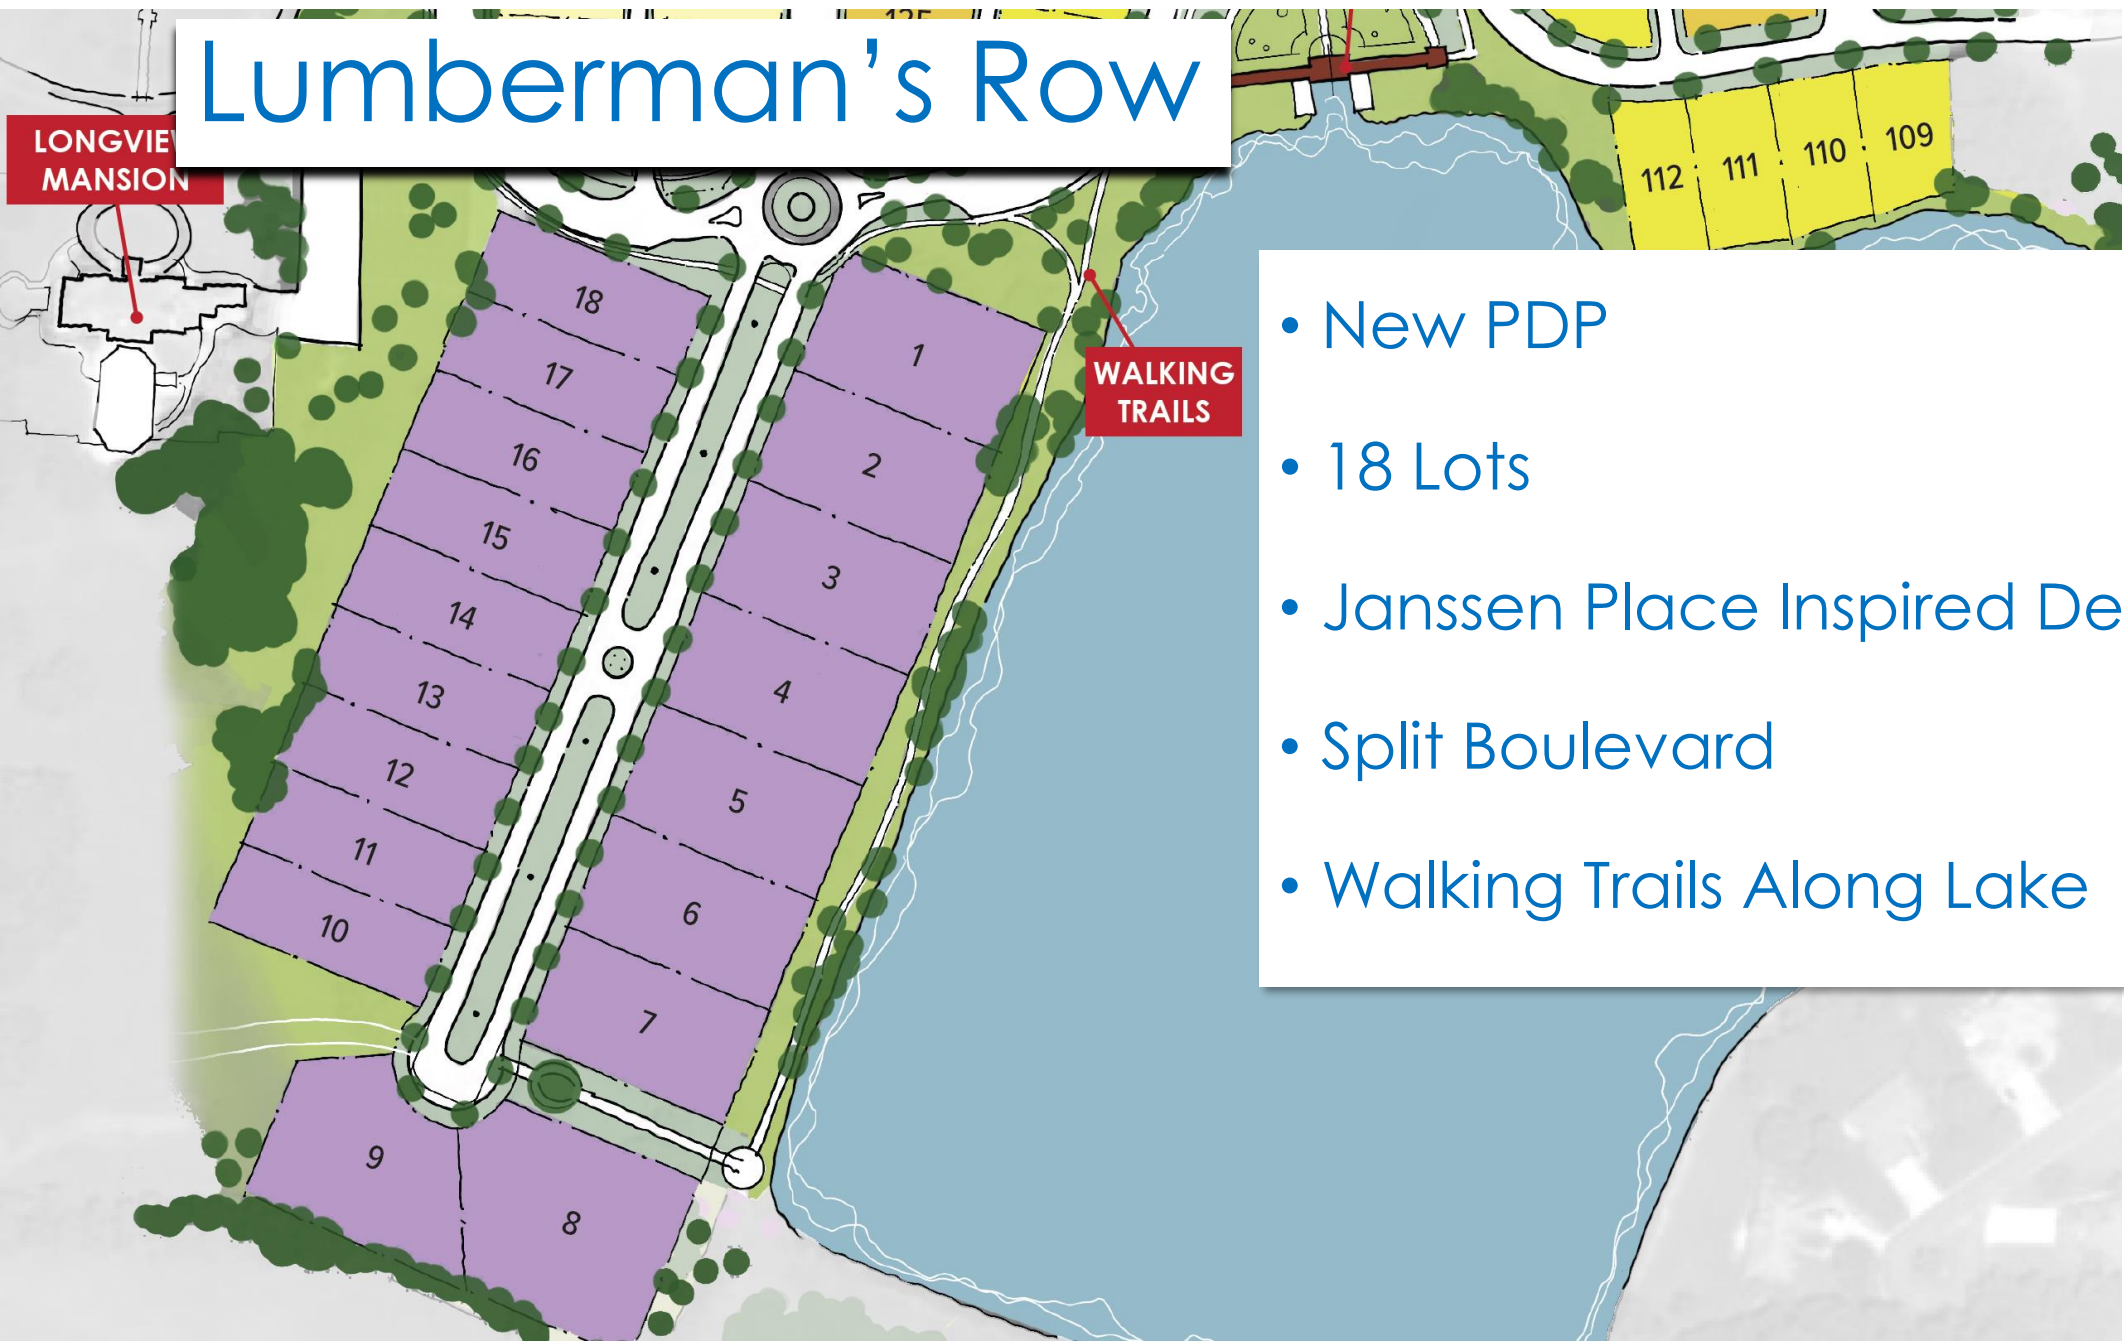 Lumberman’s Row
LONGVIEW
MANSION
112
111
110
109
WALKING
TRAILS
• New PDP
• 18 Lots
• Janssen Place Inspired De
• Split Boulevard
• Walking Trails Along Lake
18
17
16
15
14
13
12
11
10
9
8
1
2
3
4
5
6
7